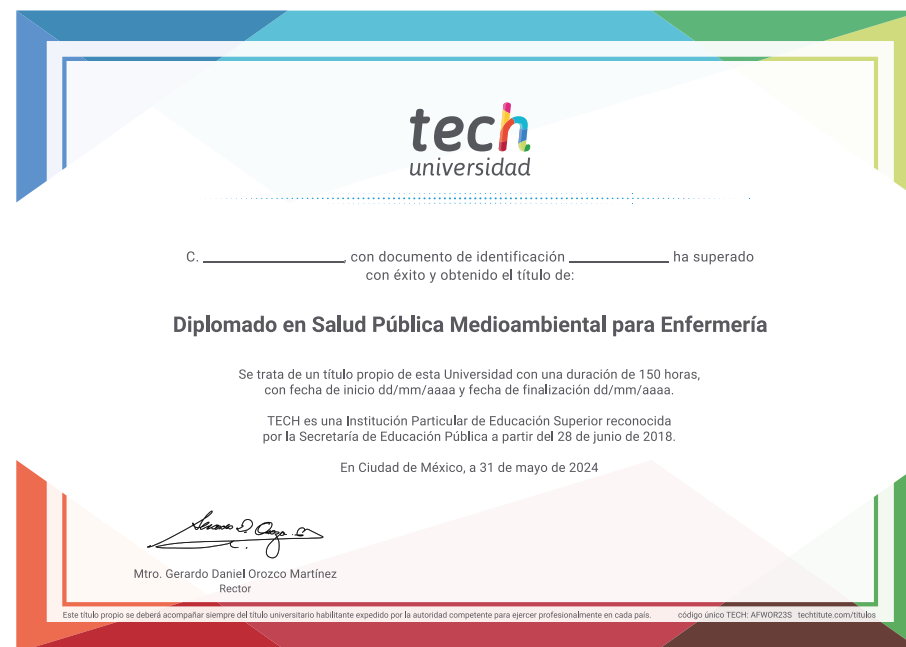 tech
universidad
C. ____________, con documento de identificación ____________ ha superado
con éxito y obtenido el título de:
Diplomado en Salud Pública Medioambiental para Enfermería
Se trata de un título propio de esta Universidad con una duración de 150 horas,
con fecha de inicio dd/mm/aaaa y fecha de finalización dd/mm/aaaa.
TECH es una Institución Particular de Educación Superior reconocida
por la Secretaría de Educación Pública a partir del 28 de junio de 2018.
En Ciudad de México, a 31 de mayo de 2024
Mtro. Gerardo Daniel Orozco Martínez
Rector
Este título propio se deberá acompañar siempre del título universitario habilitante expedido por la autoridad competente para ejercer profesionalmente en cada país. código único TECH: AFWOR23S techtitute.com/titulos